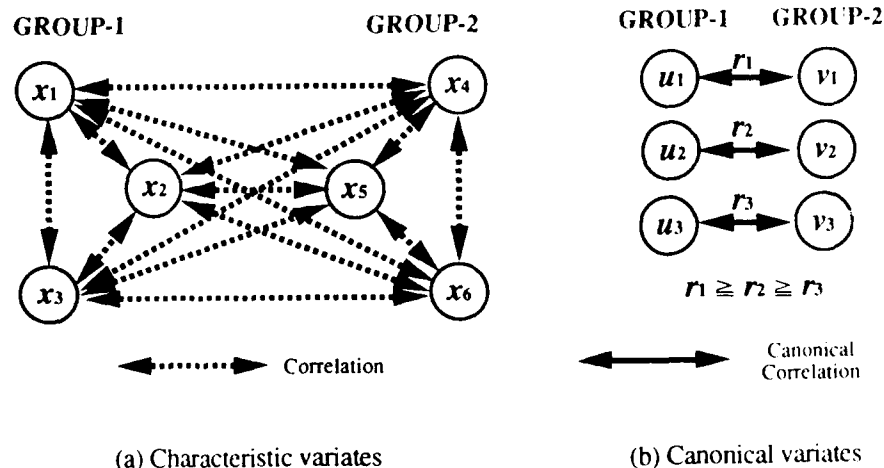 GROUP-1 GROUP-2
x1 x4
x2 x5
x3 x6
Correlation
(a) Characteristic variates
GROUP-1 GROUP-2
u1 r1 v1
u2 r2 v2
u3 r3 v3
r1 ≧ r2 ≧ r3
Canonical
Correlation
(b) Canonical variates